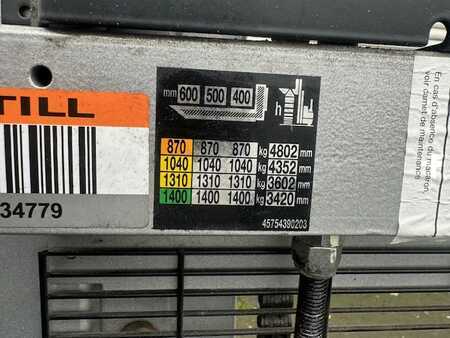 TILL
34779
mm 600 500 400
h
870 870 870 kg 4802 mm
1040 1040 1040 kg 4352 mm
1310 1310 1310 kg 3602 mm
1400 1400 1400 kg 3420 mm
45754390203
En cas d'absence du macaron,
voir carnet de maintenance